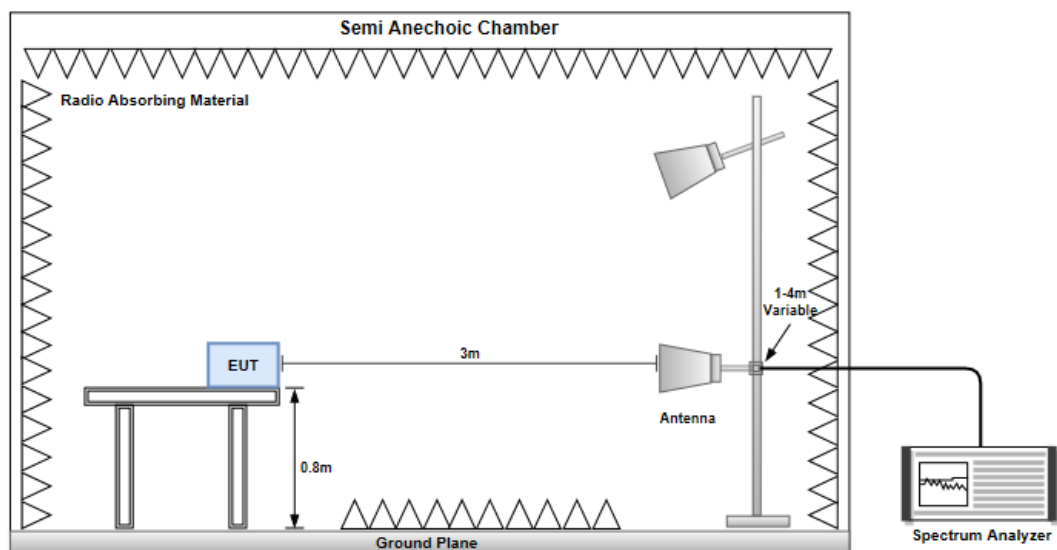 Semi Anechoic Chamber
Radio Absorbing Material
1-4m
Variable
3m
EUT
Antenna
0.8m
Ground Plane
Spectrum Analyzer